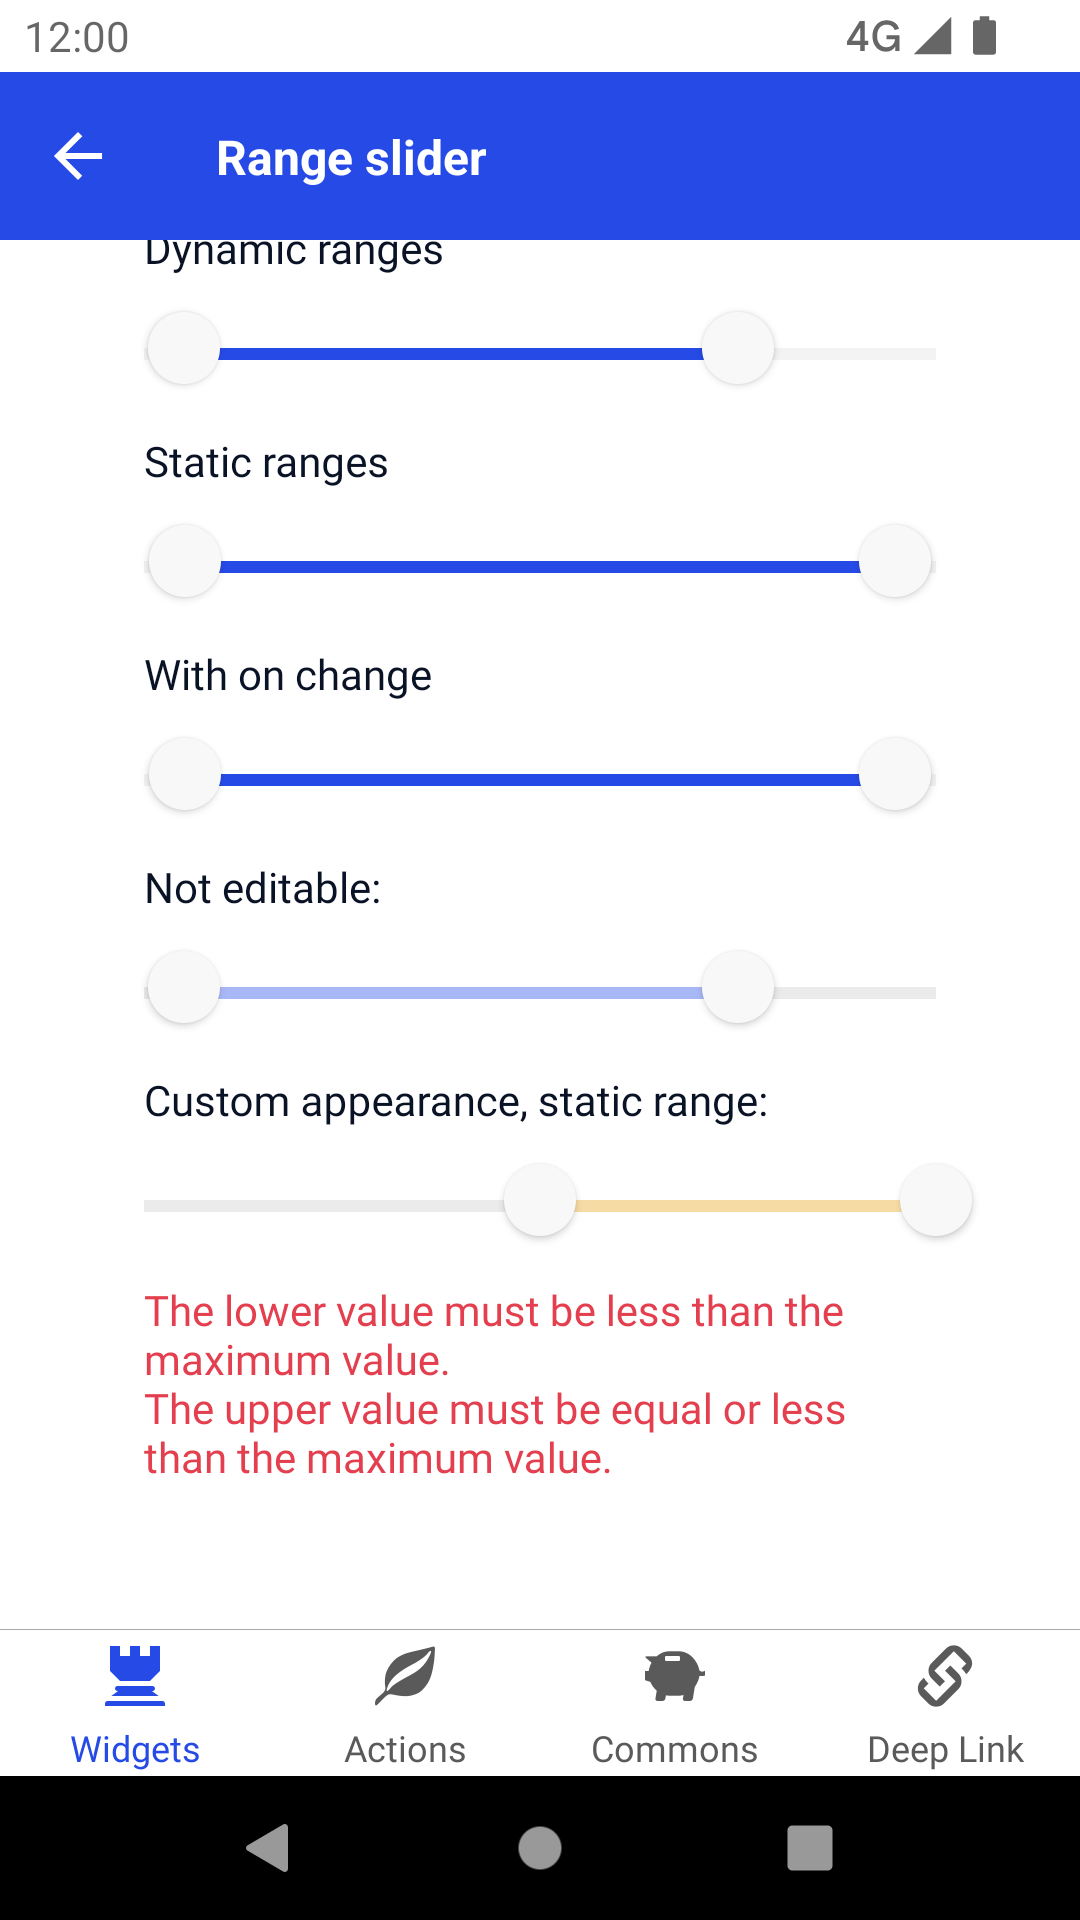 12:00
4G
Range slider
Dynamic ranges
Static ranges
With on change
Not editable:
Custom appearance, static range:
The lower value must be less than the
maximum value.
The upper value must be equal or less
than the maximum value.
Widgets
Actions
Commons
Deep Link